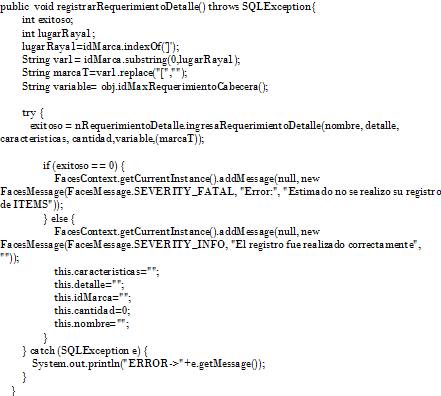 public void registrarRequerimientoDetalle() throws SQLException{
int exitoso;
int lugarRaya1;
lugarRaya1=idMarca.indexOf(']');
String var1 = idMarca.substring(0,lugarRaya1);
String marcaT=var1.replace("[","");
String variable= obj.idMaxRequerimientoCabecera();
try {
exitoso = nRequerimientoDetalle.ingresaRequerimientoDetalle(nombre, detalle,
caracteristicas, cantidad,variable,(marcaT));
if (exitoso == 0) {
FacesContext.getCurrentInstance().addMessage(null, new
FacesMessage(FacesMessage.SEVERITY_FATAL, "Error:", "Estimado no se realizo su registro
de ITEMS"));
} else {
FacesContext.getCurrentInstance().addMessage(null, new
FacesMessage(FacesMessage.SEVERITY_INFO, "El registro fue realizado correctamente",
""));
this.caracteristicas="";
this.detalle="";
this.idMarca="";
this.cantidad=0;
this.nombre="";
}
} catch (SQLException e) {
System.out.println("ERROR->"+e.getMessage());
}
}